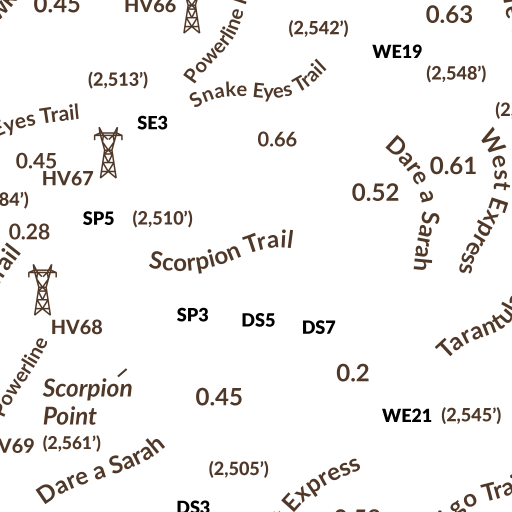 0.45
HV66
Powerline
(2,542')
0.63
WE19
(2,548')
(2,513')
Snake Eyes Trail
Eyes Trail
SE3
0.66
0.45
HV67
84')
0.52
Dare a Sarah
0.61
West Express
SP5
(2,510')
0.28
Scorpion Trail
HV68
SP3
DS5
DS7
Tarantul
Powerline
Scorpion
Point
0.2
0.45
WE21
(2,545')
V69
(2,561')
Dare a Sarah
(2,505')
Express
DS3
go Trai